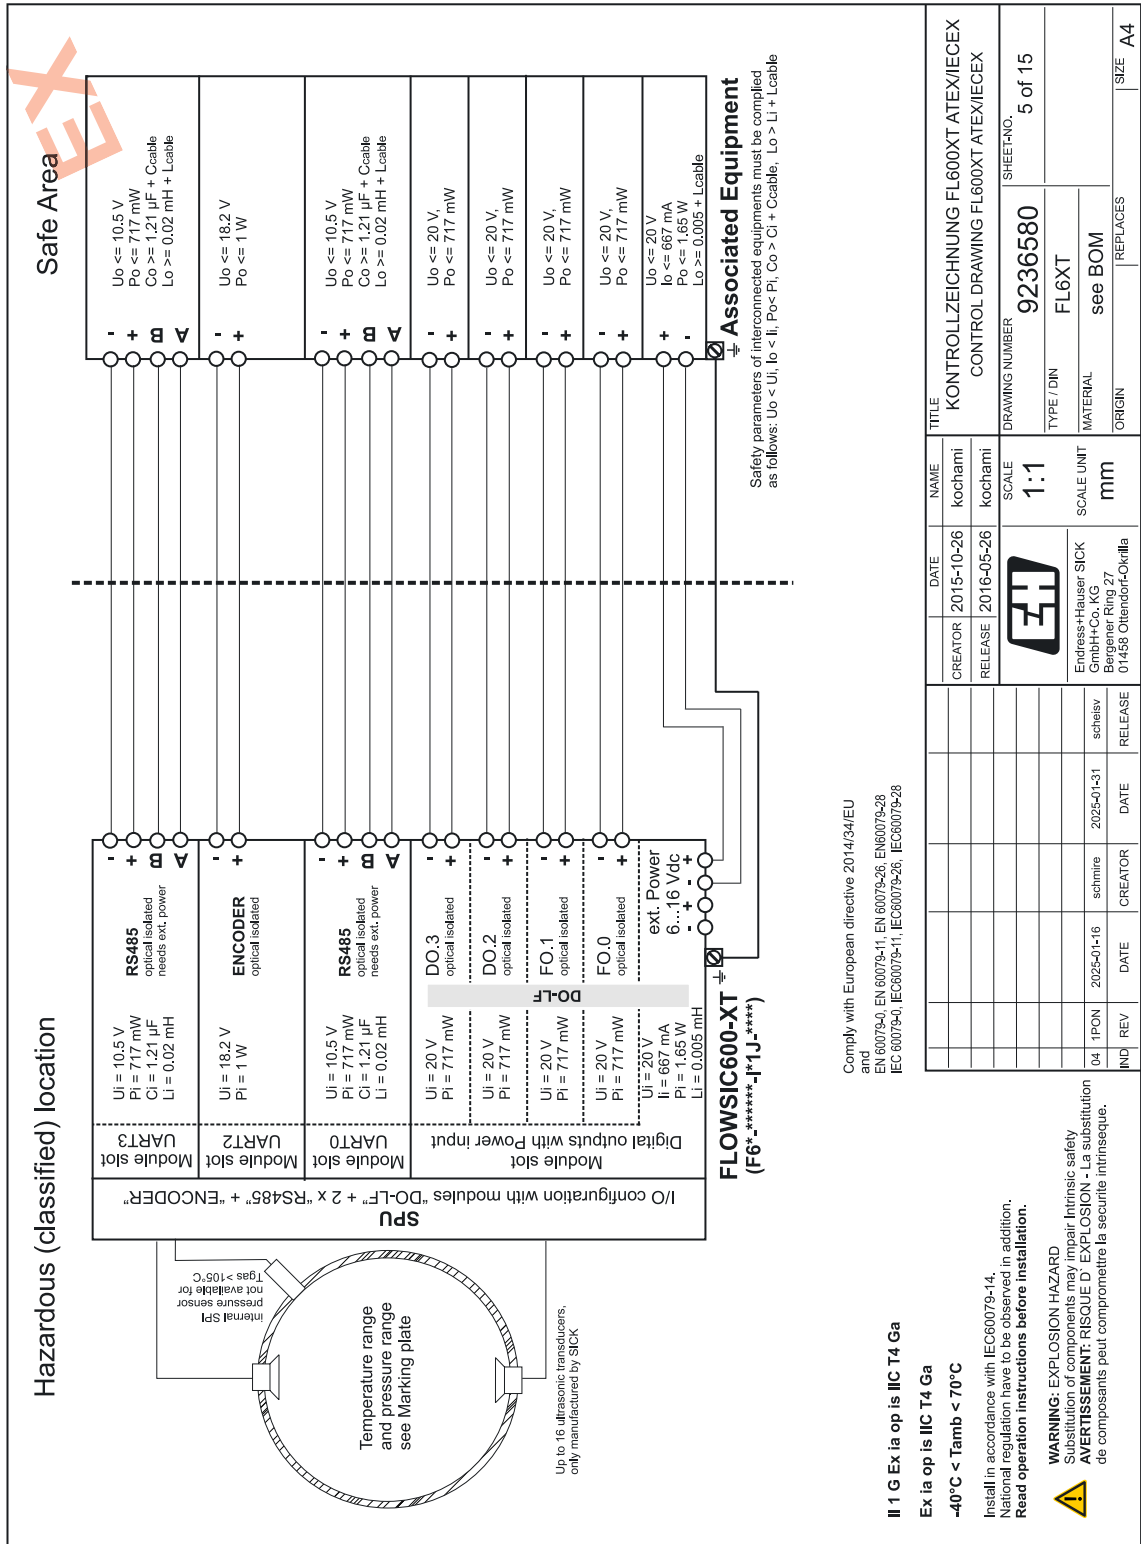 Hazardous (classified) location
Safe Area
EX
Temperature range
and pressure range
see Marking plate
internal SPI
pressure sensor
not available for
Tgas >105°C
Up to 16 ultrasonic transducers,
only manufactured by SICK
SPU
I/O configuration with modules "DO-LF" + 2 x "RS485" + "ENCODER"
Module slot
UART3
Ui = 10.5 V
Pi = 717 mW
Ci = 1.21 µF
Li = 0.02 mH
RS485
optical isolated
needs ext. power
-
+
B
A
Module slot
UART2
Ui = 18.2 V
Pi = 1 W
ENCODER
optical isolated
-
+
Module slot
UART0
Ui = 10.5 V
Pi = 717 mW
Ci = 1.21 µF
Li = 0.02 mH
RS485
optical isolated
needs ext. power
-
+
B
A
Module slot
Digital outputs with Power input
DO-LF
Ui = 20 V
Pi = 717 mW
DO.3
optical isolated
-
+
Ui = 20 V
Pi = 717 mW
DO.2
optical isolated
-
+
Ui = 20 V
Pi = 717 mW
FO.1
optical isolated
-
+
Ui = 20 V
Pi = 717 mW
FO.0
optical isolated
-
+
Ui = 20 V
Ii = 667 mA
Pi = 1.65 W
Li = 0.005 mH
ext. Power
6...16 Vdc
- + - +
FLOWSIC600-XT
(F6*-******-I*1J-****)
-
+
B
A
Uo <= 10.5 V
Po <= 717 mW
Co >= 1.21 µF + Ccable
Lo >= 0.02 mH + Lcable
-
+
Uo <= 18.2 V
Po <= 1 W
-
+
B
A
Uo <= 10.5 V
Po <= 717 mW
Co >= 1.21 µF + Ccable
Lo >= 0.02 mH + Lcable
-
+
Uo <= 20 V,
Po <= 717 mW
-
+
Uo <= 20 V,
Po <= 717 mW
-
+
Uo <= 20 V,
Po <= 717 mW
-
+
Uo <= 20 V,
Po <= 717 mW
+
-
Uo <= 20 V
Io <= 667 mA
Po <= 1.65 W
Lo >= 0.005 + Lcable
Associated Equipment
Safety parameters of interconnected equipments must be complied
as follows: Uo < Ui, Io < Ii, Po< Pi, Co > Ci + Ccable, Lo > Li + Lcable
Comply with European directive 2014/34/EU
and
EN 60079-0, EN 60079-11, EN 60079-26, EN60079-28
IEC 60079-0, IEC60079-11, IEC60079-26, IEC60079-28
II 1 G Ex ia op is IIC T4 Ga
Ex ia op is IIC T4 Ga
-40°C < Tamb < 70°C
Install in accordance with IEC60079-14.
National regulation have to be observed in addition.
Read operation instructions before installation.
WARNING: EXPLOSION HAZARD
Substitution of components may impair Intrinsic safety
AVERTISSEMENT: RISQUE D' EXPLOSION - La substitution
de composants peut compromettre la securite intrinseque.
04 1PON 2025-01-16 schmire 2025-01-31 scheisv
IND REV DATE CREATOR DATE RELEASE
DATE NAME
CREATOR 2015-10-26 kochami
RELEASE 2016-05-26 kochami
EH
Endress+Hauser SICK
GmbH+Co. KG
Bergener Ring 27
01458 Ottendorf-Okrilla
SCALE
1:1
SCALE UNIT
mm
TITLE
KONTROLLZEICHNUNG FL600XT ATEX/IECEX
CONTROL DRAWING FL600XT ATEX/IECEX
DRAWING NUMBER
9236580
SHEET-NO.
5 of 15
TYPE / DIN
FL6XT
MATERIAL
see BOM
ORIGIN
REPLACES
SIZE
A4